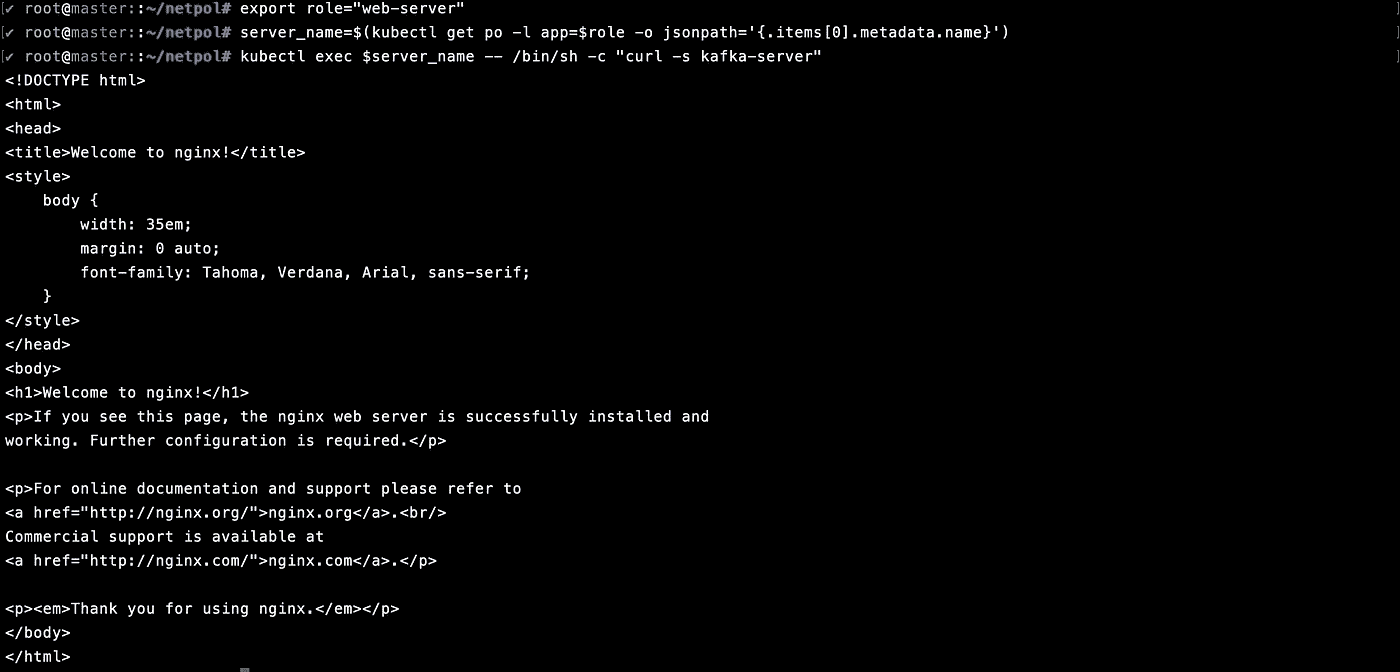 [✔ root@master::~/netpol# export role="web-server" ]
[✔ root@master::~/netpol# server_name=$(kubectl get po -l app=$role -o jsonpath='{.items[0].metadata.name}') ]
[✔ root@master::~/netpol# kubectl exec $server_name -- /bin/sh -c "curl -s kafka-server" ]
<!DOCTYPE html>
<html>
<head>
<title>Welcome to nginx!</title>
<style>
    body {
        width: 35em;
        margin: 0 auto;
        font-family: Tahoma, Verdana, Arial, sans-serif;
    }
</style>
</head>
<body>
<h1>Welcome to nginx!</h1>
<p>If you see this page, the nginx web server is successfully installed and
working. Further configuration is required.</p>

<p>For online documentation and support please refer to
<a href="http://nginx.org/">nginx.org</a>.<br/>
Commercial support is available at
<a href="http://nginx.com/">nginx.com</a>.</p>

<p><em>Thank you for using nginx.</em></p>
</body>
</html>